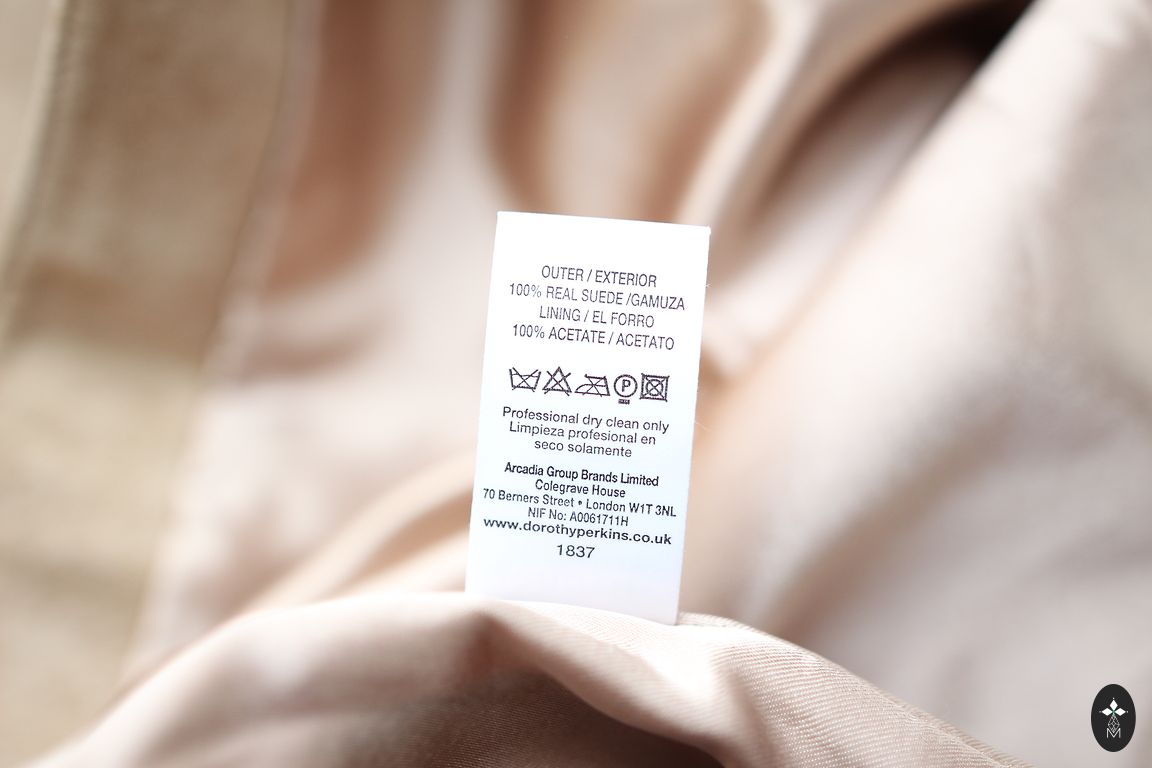 OUTER / EXTERIOR
100% REAL SUEDE /GAMUZA
LINING / EL FORRO
100% ACETATE / ACETATO
P
Professional dry clean only
Limpieza profesional en
seco solamente
Arcadia Group Brands Limited
Colegrave House
70 Berners Street • London W1T 3NL
NIF No: A0061711H
www.dorothyperkins.co.uk
1837
M